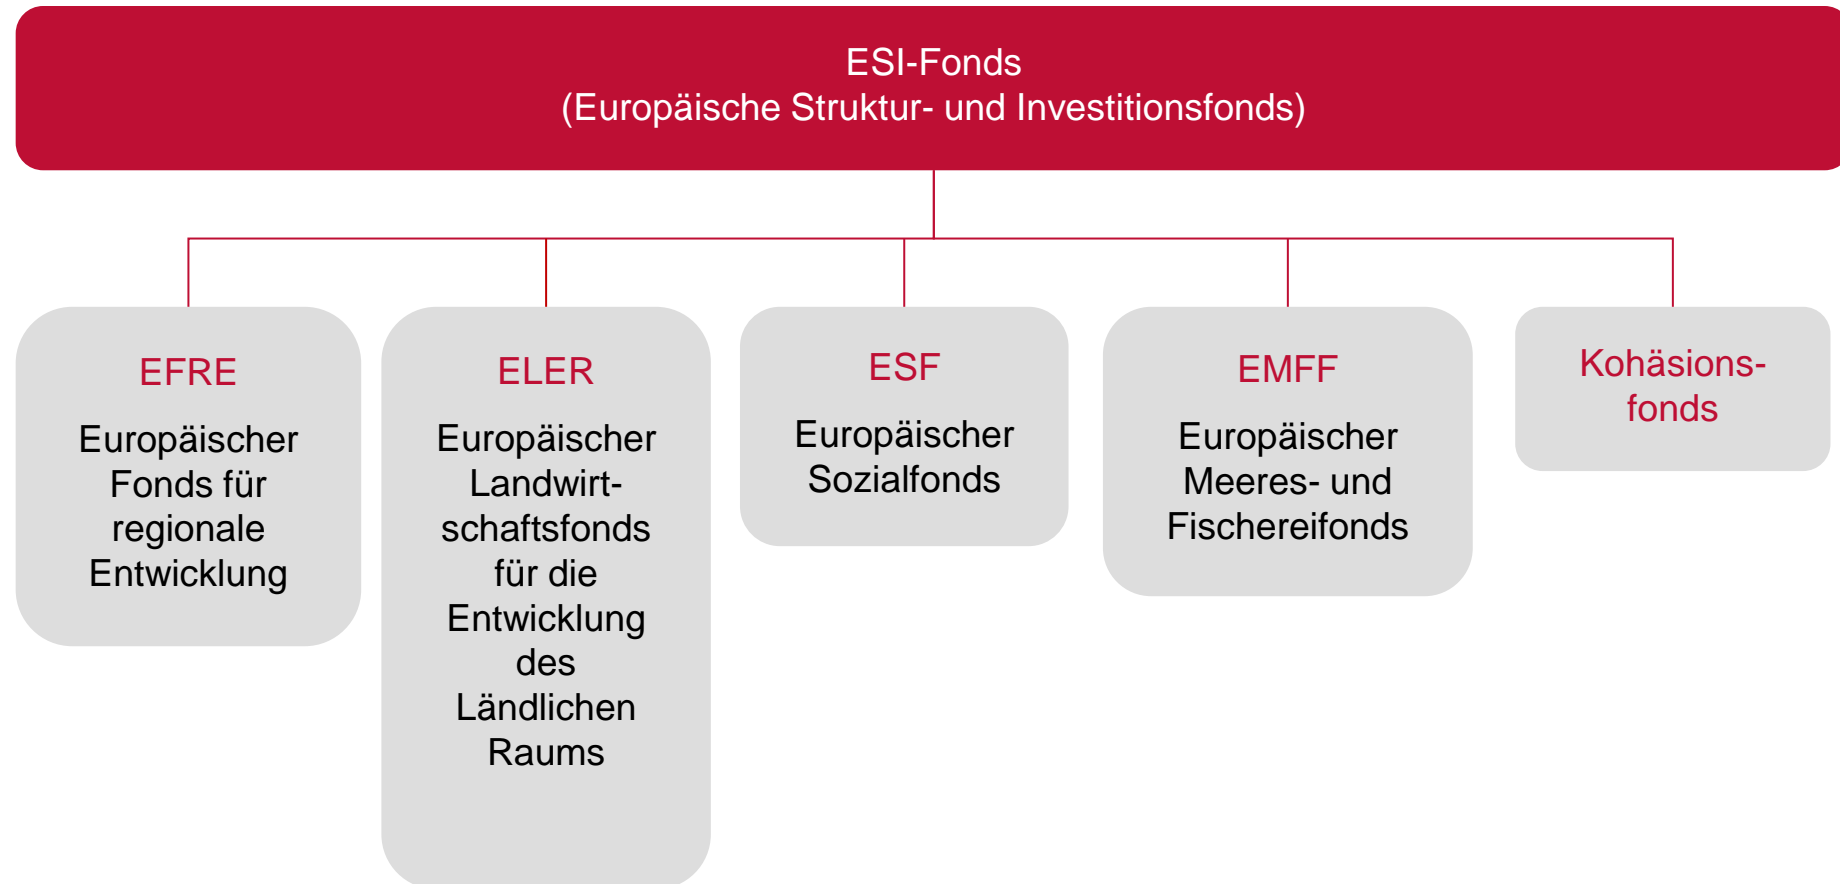 ESI-Fonds
(Europäische Struktur- und Investitionsfonds)
EFRE
Europäischer
Fonds für
regionale
Entwicklung
ELER
Europäischer
Landwirt-
schaftsfonds
für die
Entwicklung
des
Ländlichen
Raums
ESF
Europäischer
Sozialfonds
EMFF
Europäischer
Meeres- und
Fischereifonds
Kohäsions-
fonds